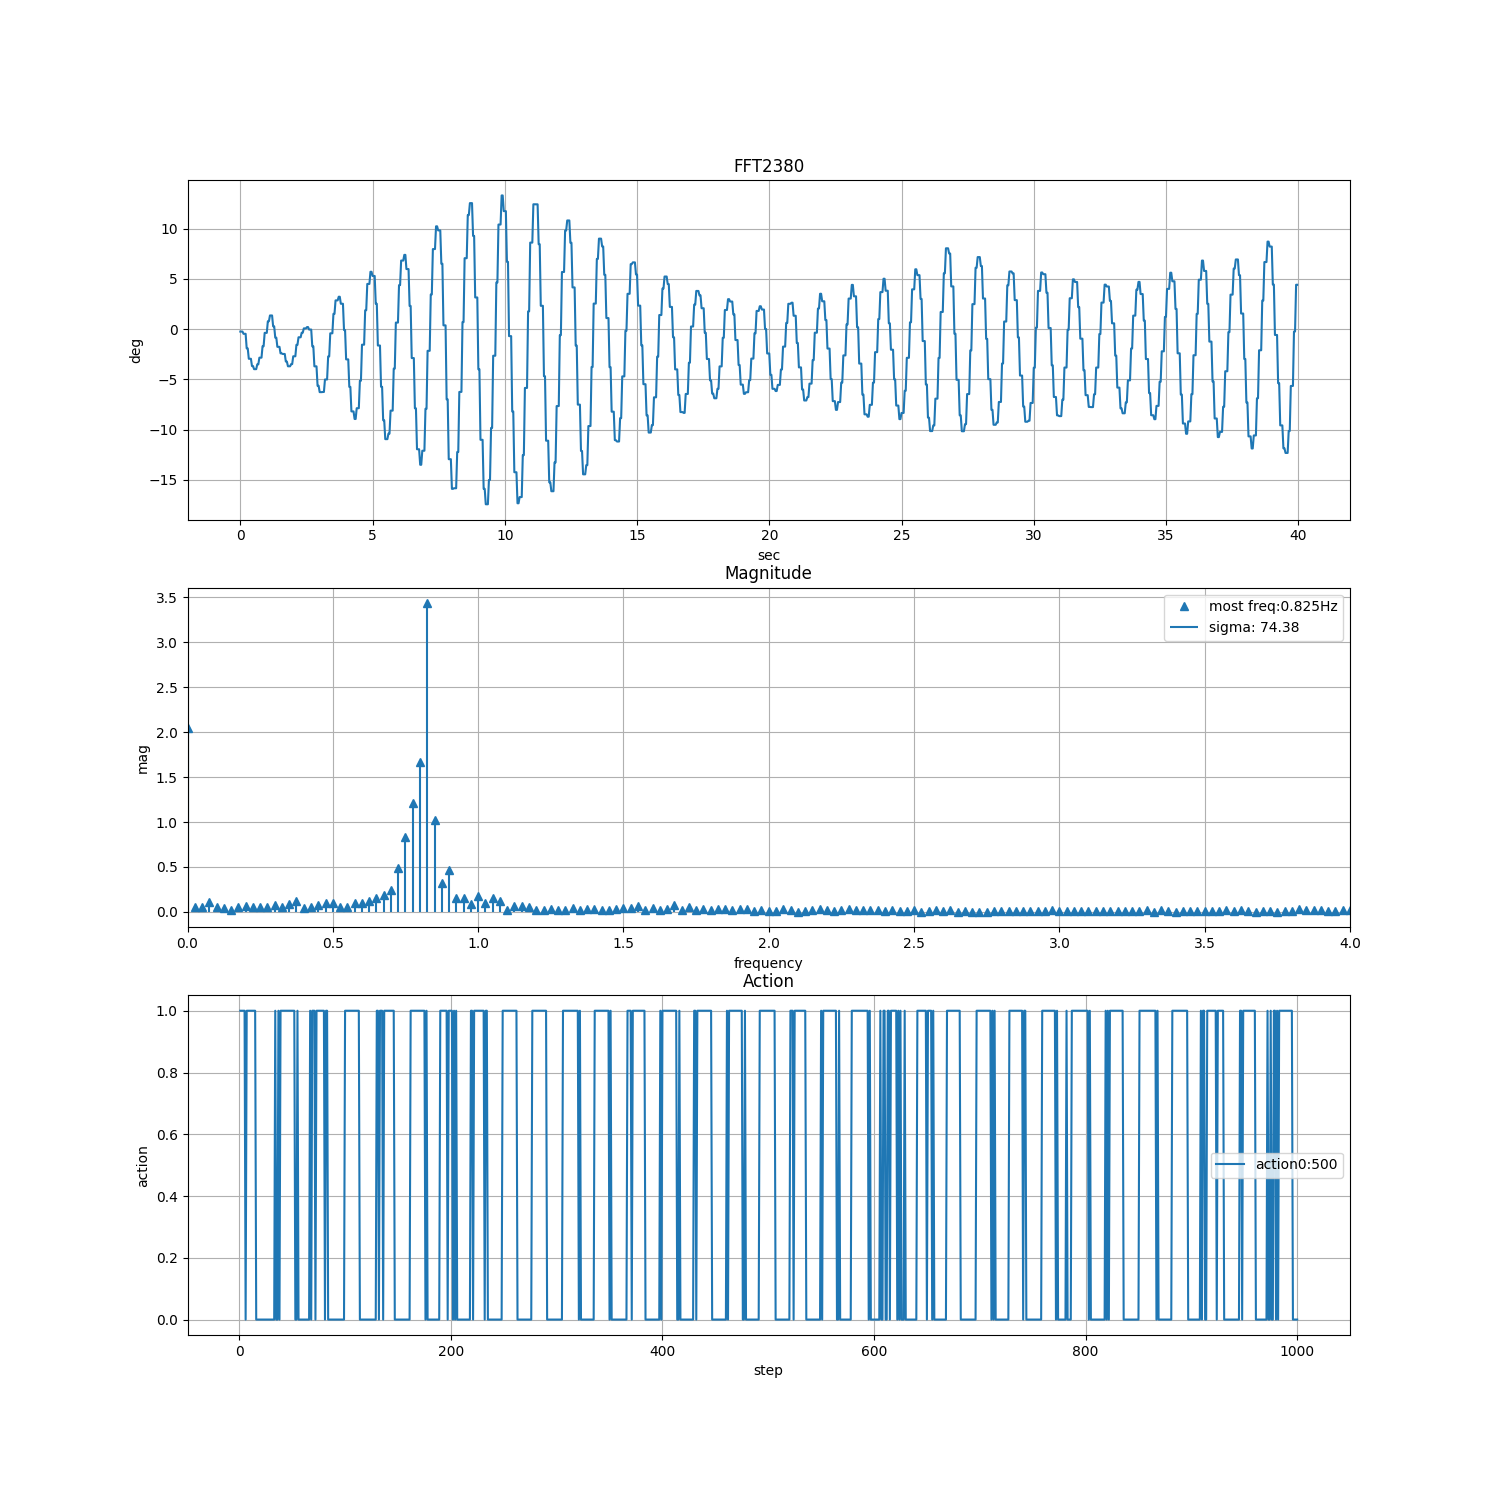 FFT2380
10
5
0
−5
−10
−15
deg
0 5 10 15 20 25 30 35 40
sec
Magnitude
3.5
3.0
2.5
2.0
1.5
1.0
0.5
0.0
mag
most freq:0.825Hz
sigma: 74.38
0.0 0.5 1.0 1.5 2.0 2.5 3.0 3.5 4.0
frequency
Action
1.0
0.8
0.6
0.4
0.2
0.0
action
action0:500
0 200 400 600 800 1000
step